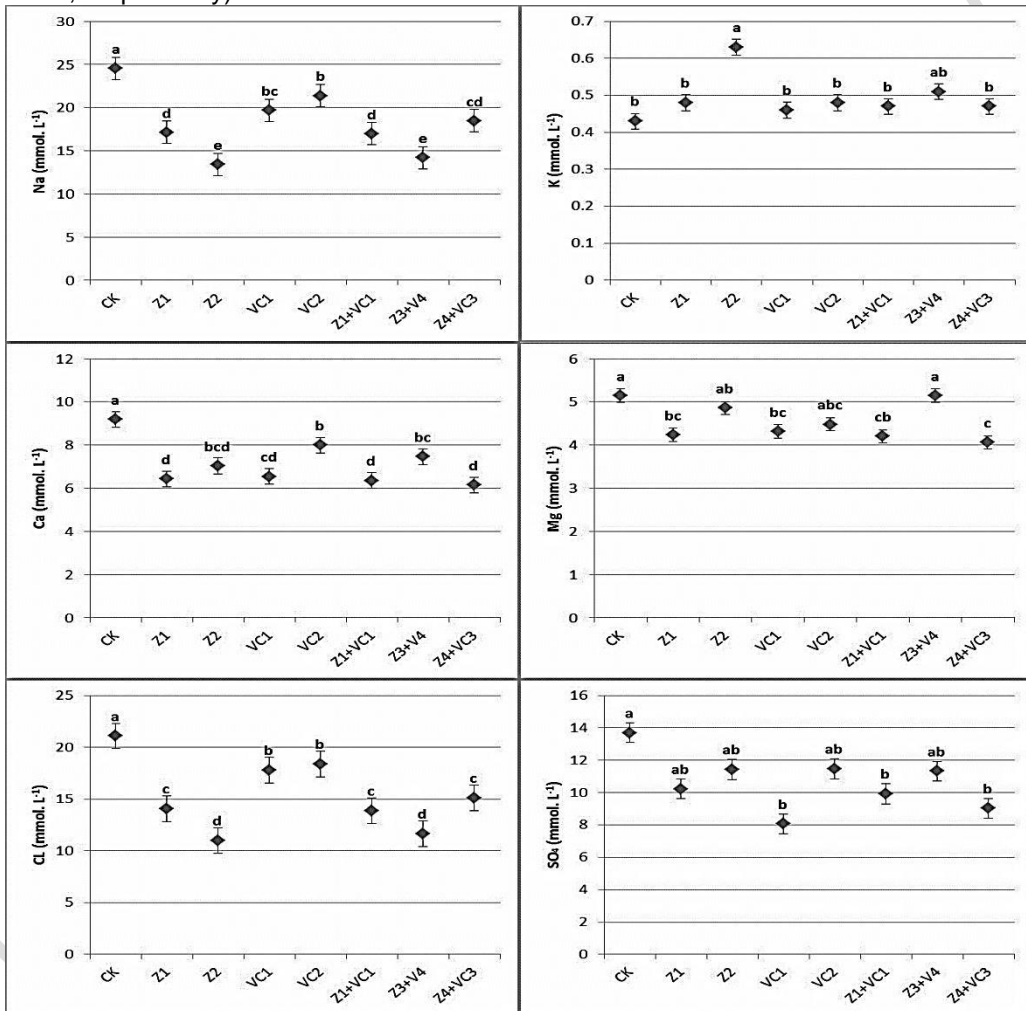 respectively)
Na (mmol. L-1)
30
25
20
15
10
5
0
a
d
e
bc
b
d
e
cd
CK Z1 Z2 VC1 VC2 Z1+VC1 Z3+V4 Z4+VC3
K (mmol. L-1)
0.7
0.6
0.5
0.4
0.3
0.2
0.1
0
b
b
a
b
b
b
ab
b
CK Z1 Z2 VC1 VC2 Z1+VC1 Z3+V4 Z4+VC3
Ca (mmol. L-1)
12
10
8
6
4
2
0
a
d
bcd
cd
b
d
bc
d
CK Z1 Z2 VC1 VC2 Z1+VC1 Z3+V4 Z4+VC3
Mg (mmol. L-1)
6
5
4
3
2
1
0
a
bc
ab
bc
abc
cb
a
c
CK Z1 Z2 VC1 VC2 Z1+VC1 Z3+V4 Z4+VC3
CL (mmol. L-1)
25
20
15
10
5
0
a
c
d
b
b
c
d
c
CK Z1 Z2 VC1 VC2 Z1+VC1 Z3+V4 Z4+VC3
SO4 (mmol. L-1)
16
14
12
10
8
6
4
2
0
a
ab
ab
b
ab
b
ab
b
CK Z1 Z2 VC1 VC2 Z1+VC1 Z3+V4 Z4+VC3